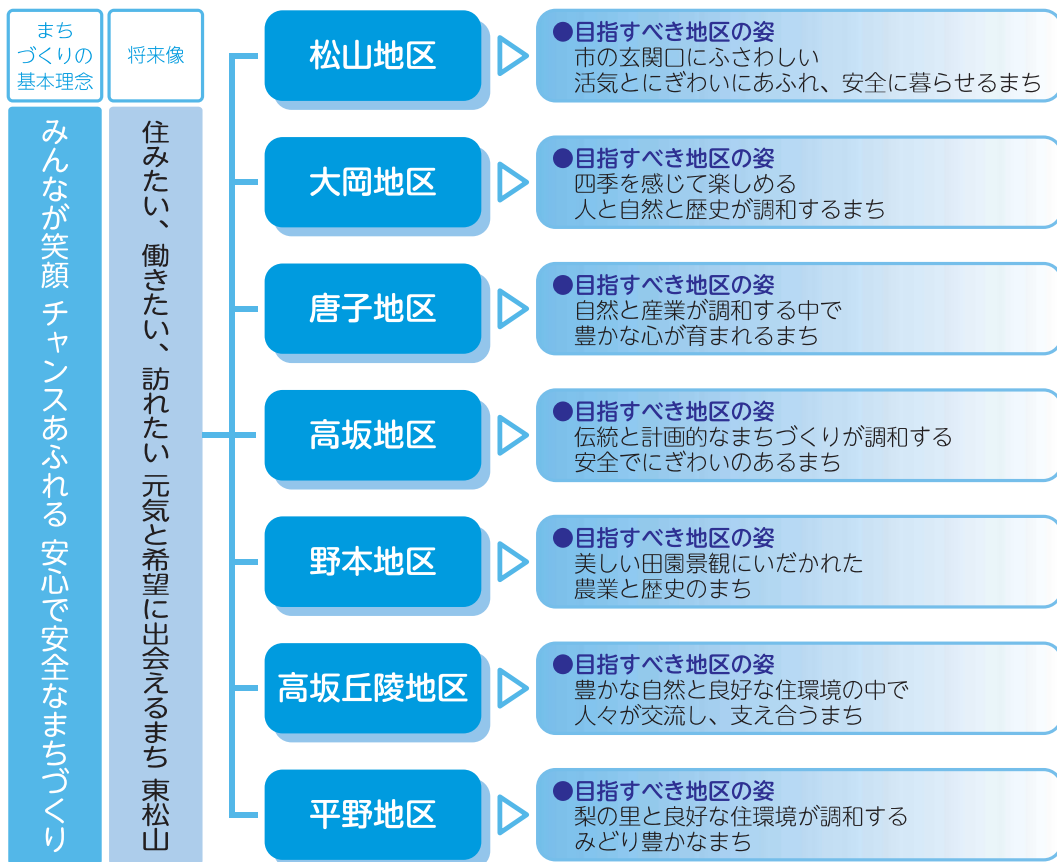 まち
づくりの
基本理念
将来像
みんなが笑顔 チャンスあふれる 安心で安全なまちづくり
住みたい、働きたい、訪れたい 元気と希望に出会えるまち 東松山
松山地区
●目指すべき地区の姿
市の玄関口にふさわしい
活気とにぎわいにあふれ、安全に暮らせるまち
大岡地区
●目指すべき地区の姿
四季を感じて楽しめる
人と自然と歴史が調和するまち
唐子地区
●目指すべき地区の姿
自然と産業が調和する中で
豊かな心が育まれるまち
高坂地区
●目指すべき地区の姿
伝統と計画的なまちづくりが調和する
安全でにぎわいのあるまち
野本地区
●目指すべき地区の姿
美しい田園景観にいだかれた
農業と歴史のまち
高坂丘陵地区
●目指すべき地区の姿
豊かな自然と良好な住環境の中で
人々が交流し、支え合うまち
平野地区
●目指すべき地区の姿
梨の里と良好な住環境が調和する
みどり豊かなまち